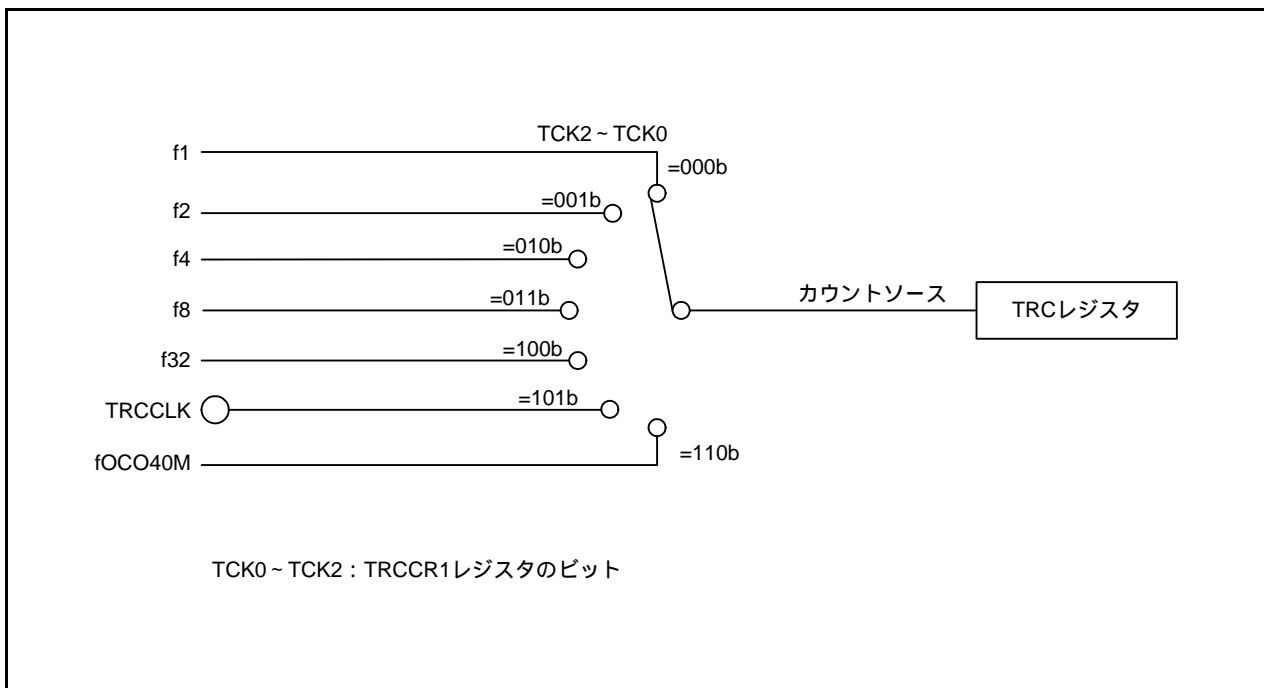 TCK2 ~ TCK0
f1
=000b
f2
=001b
f4
=010b
f8
=011b
カウントソース
TRCレジスタ
f32
=100b
TRCCLK
=101b
fOCO40M
=110b
TCK0 ~ TCK2 : TRCCR1レジスタのビット